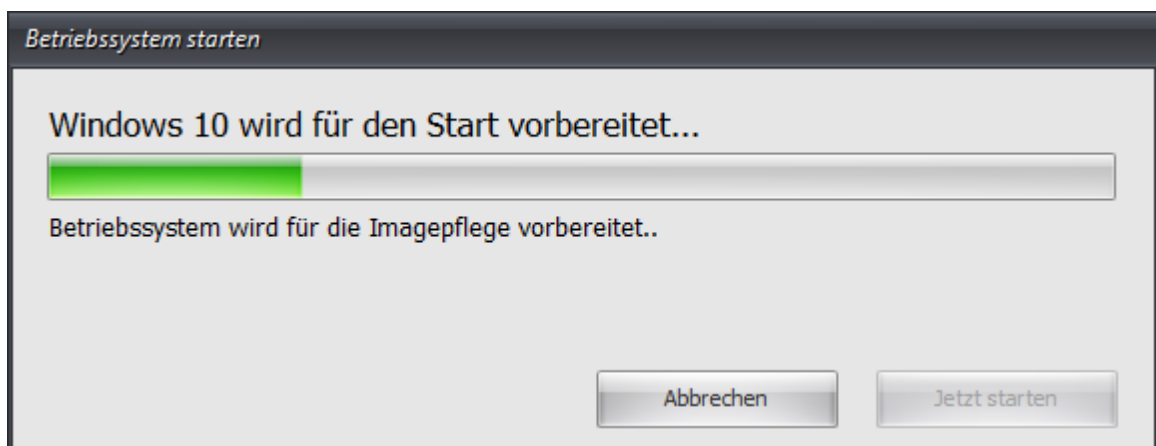 Betriebssystem starten
Windows 10 wird für den Start vorbereitet...
Betriebssystem wird für die Imagepflege vorbereitet..
Abbrechen
Jetzt starten